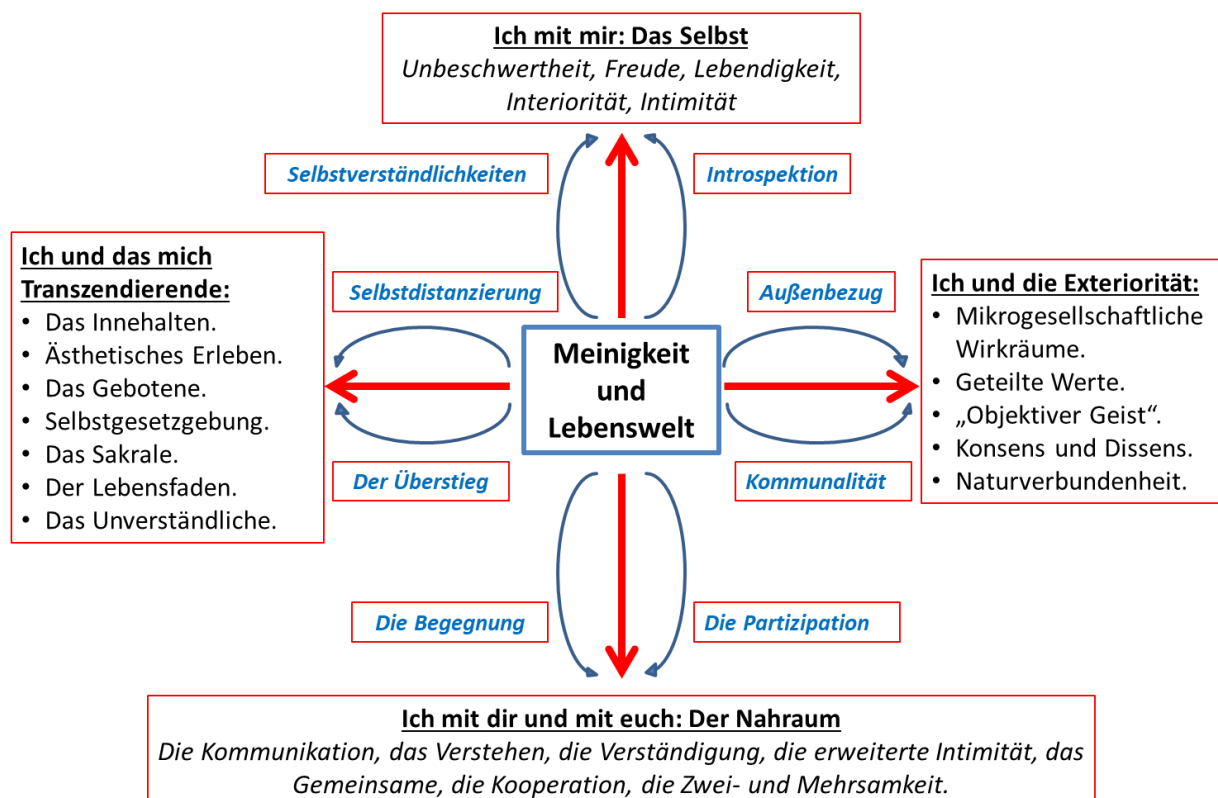 Ich mit mir: Das Selbst
Unbeschwertheit, Freude, Lebendigkeit,
Interiorität, Intimität
Selbstverständlichkeiten
Introspektion
Ich und das mich
Transzendierende:
• Das Innehalten.
• Ästhetisches Erleben.
• Das Gebotene.
• Selbstgesetzgebung.
• Das Sakrale.
• Der Lebensfaden.
• Das Unverständliche.
Selbstdistanzierung
Der Überstieg
Meinigkeit
und
Lebenswelt
Außenbezug
Kommunalität
Ich und die Exteriorität:
• Mikrogesellschaftliche
Wirkräume.
• Geteilte Werte.
• „Objektiver Geist“.
• Konsens und Dissens.
• Naturverbundenheit.
Die Begegnung
Die Partizipation
Ich mit dir und mit euch: Der Nahraum
Die Kommunikation, das Verstehen, die Verständigung, die erweiterte Intimität, das
Gemeinsame, die Kooperation, die Zwei- und Mehrsamkeit.